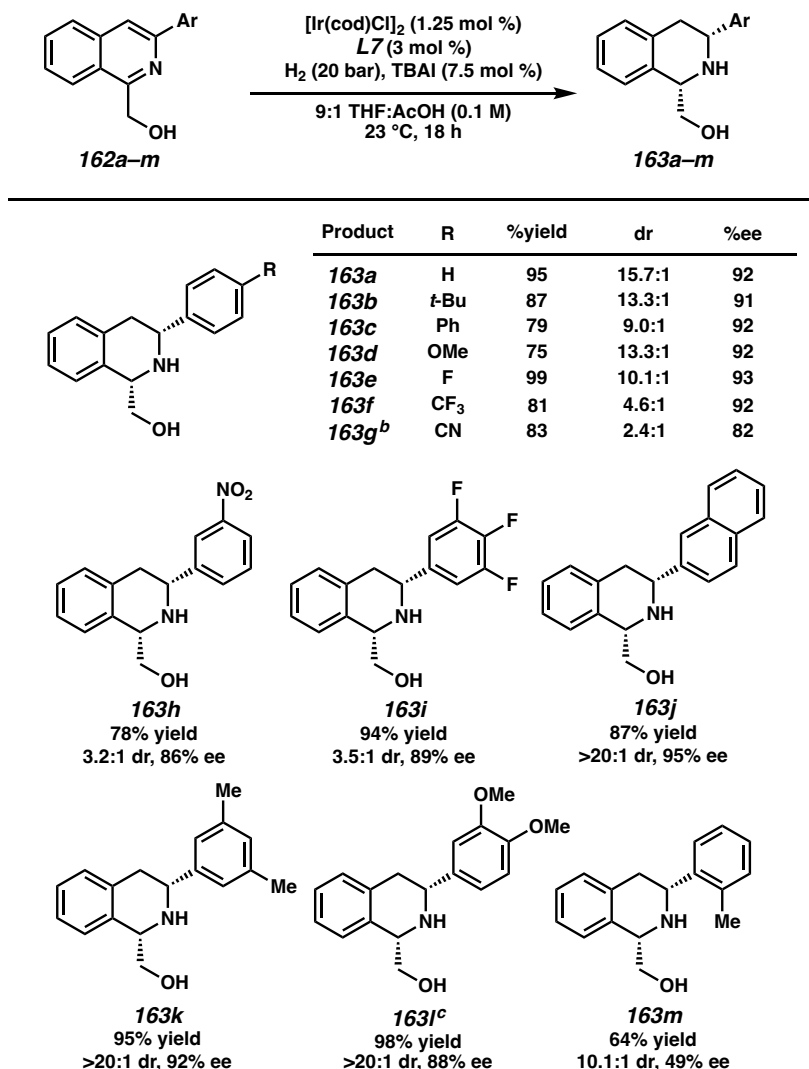 [Ir(cod)Cl]2 (1.25 mol %)
L7 (3 mol %)
H2 (20 bar), TBAI (7.5 mol %)
9:1 THF:AcOH (0.1 M)
23 °C, 18 h
Ar
N
OH
162a–m
Ar
NH
OH
163a–m
Product R %yield dr %ee
163a H 95 15.7:1 92
163b t-Bu 87 13.3:1 91
163c Ph 79 9.0:1 92
163d OMe 75 13.3:1 92
163e F 99 10.1:1 93
163f CF3 81 4.6:1 92
163g^b CN 83 2.4:1 82
R
NH
OH
NO2
NH
OH
163h
78% yield
3.2:1 dr, 86% ee
F
F
F
NH
OH
163i
94% yield
3.5:1 dr, 89% ee
NH
OH
163j
87% yield
>20:1 dr, 95% ee
Me
Me
NH
OH
163k
95% yield
>20:1 dr, 92% ee
OMe
OMe
NH
OH
163l^c
98% yield
>20:1 dr, 88% ee
NH
Me
OH
163m
64% yield
10.1:1 dr, 49% ee